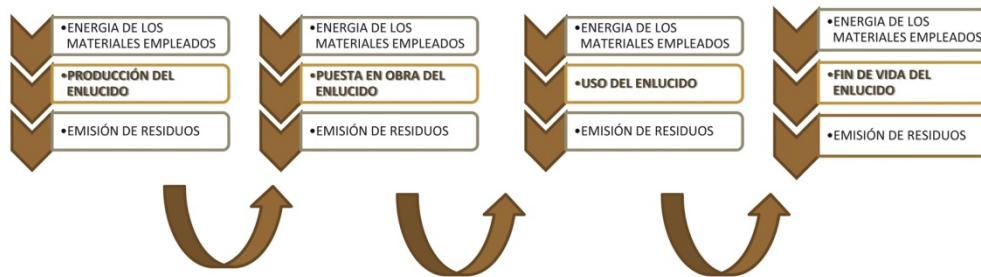 •ENERGIA DE LOS
MATERIALES EMPLEADOS
•PRODUCCIÓN DEL
ENLUCIDO
•EMISIÓN DE RESIDUOS
•ENERGIA DE LOS
MATERIALES EMPLEADOS
•PUESTA EN OBRA DEL
ENLUCIDO
•EMISIÓN DE RESIDUOS
•ENERGIA DE LOS
MATERIALES EMPLEADOS
•USO DEL ENLUCIDO
•EMISIÓN DE RESIDUOS
•ENERGIA DE LOS
MATERIALES EMPLEADOS
•FIN DE VIDA DEL
ENLUCIDO
•EMISIÓN DE RESIDUOS